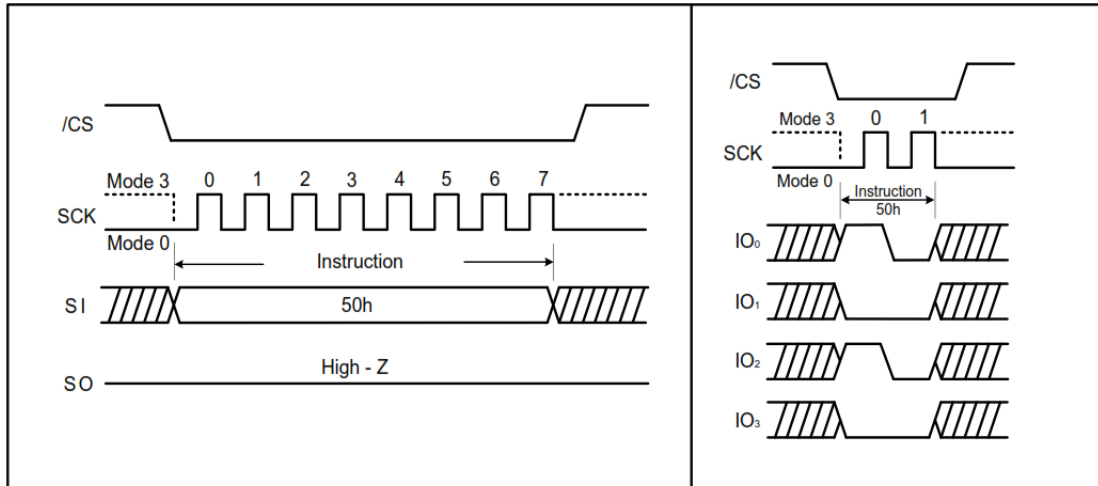 /CS
Mode 3
0 1 2 3 4 5 6 7
SCK
Mode 0
Instruction
SI
50h
High - Z
SO
/CS
Mode 3
0 1
SCK
Mode 0
Instruction
50h
IO₀
IO₁
IO₂
IO₃